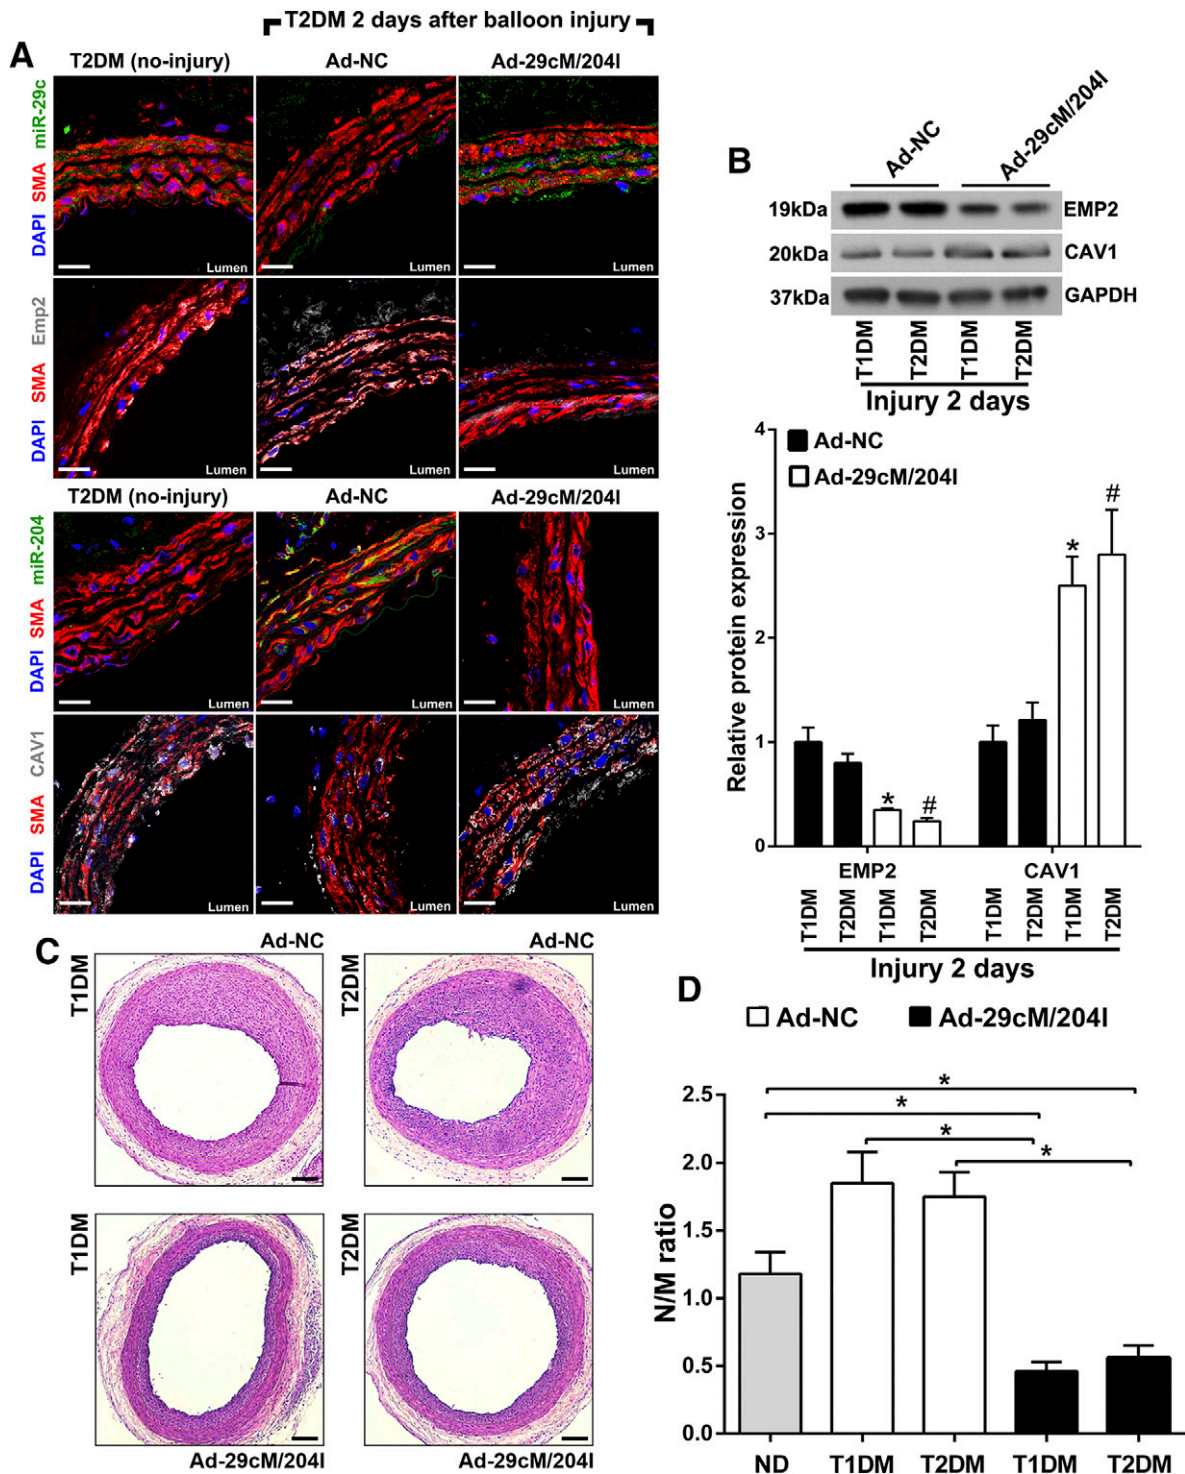 T2DM 2 days after balloon injury
A
T2DM (no-injury) Ad-NC Ad-29cM/204I
DAPI SMA miR-29c
Lumen Lumen Lumen
DAPI SMA Emp2
Lumen Lumen Lumen
T2DM (no-injury) Ad-NC Ad-29cM/204I
DAPI SMA miR-204
Lumen Lumen Lumen
DAPI SMA CAV1
Lumen Lumen Lumen
B
Ad-NC Ad-29cM/204I
19kDa EMP2
20kDa CAV1
37kDa GAPDH
T1DM T2DM T1DM T2DM
Injury 2 days
Relative protein expression
4
3
2
1
0
Ad-NC
Ad-29cM/204I
* # * #
EMP2 CAV1
T1DM T2DM T1DM T2DM T1DM T2DM T1DM T2DM
Injury 2 days
C
Ad-NC Ad-NC
T1DM T2DM
T1DM T2DM
Ad-29cM/204I Ad-29cM/204I
D
Ad-NC Ad-29cM/204I
N/M ratio
2.5
2.0
1.5
1.0
0.5
0.0
*
*
*
*
ND T1DM T2DM T1DM T2DM